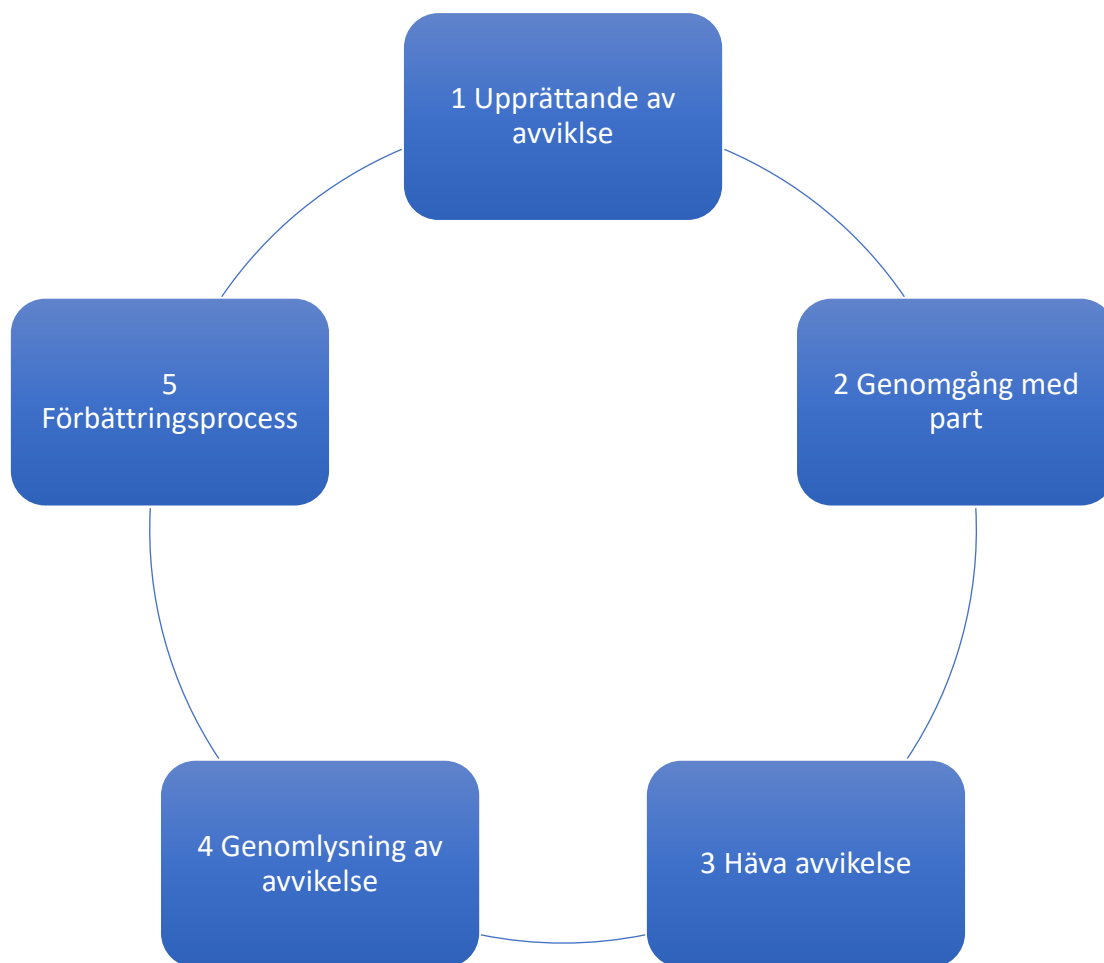 1 Upprättande av
avviklse
2 Genomgång med
part
3 Häva avvikelse
4 Genomlysning av
avvikelse
5
Förbättringsprocess